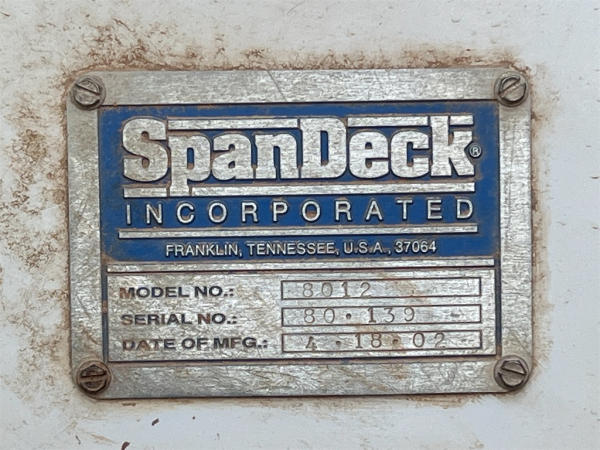 SpanDeck®
INCORPORATED
FRANKLIN, TENNESSEE, U.S.A., 37064
MODEL NO.: 8012
SERIAL NO.: 80·139
DATE OF MFG.: 4·18·02